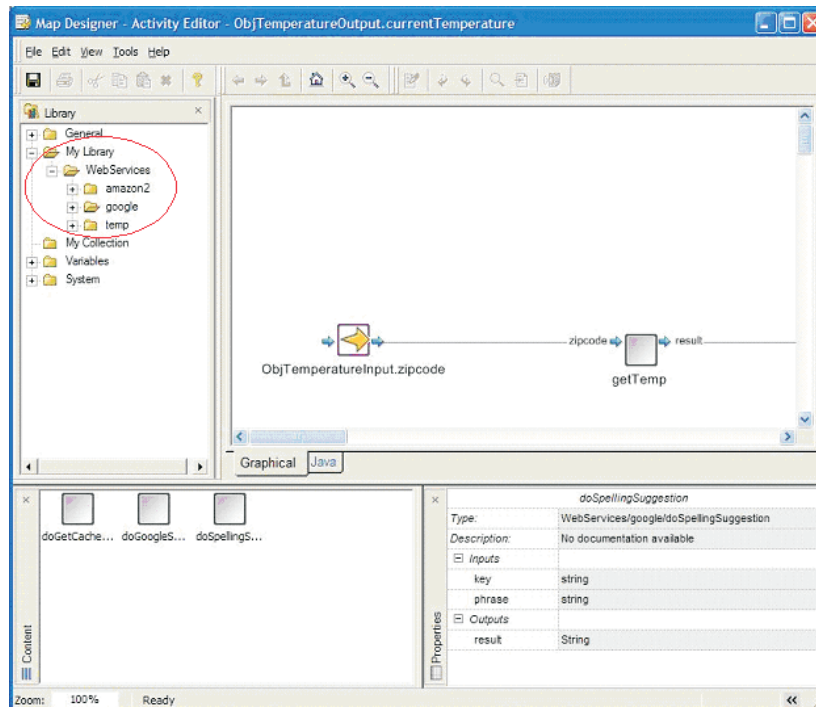 Map Designer - Activity Editor - ObjTemperatureOutput.currentTemperature
File Edit View Tools Help
Library
General
My Library
WebServices
amazon2
google
temp
My Collection
Variables
System
zipcode
result
ObjTemperatureInput.zipcode
getTemp
Graphical
Java
doGetCache...
doGoogleS...
doSpellingS...
Content
Properties
doSpellingSuggestion
Type: WebServices/google/doSpellingSuggestion
Description: No documentation available
Inputs
key string
phrase string
Outputs
result String
Zoom: 100% Ready